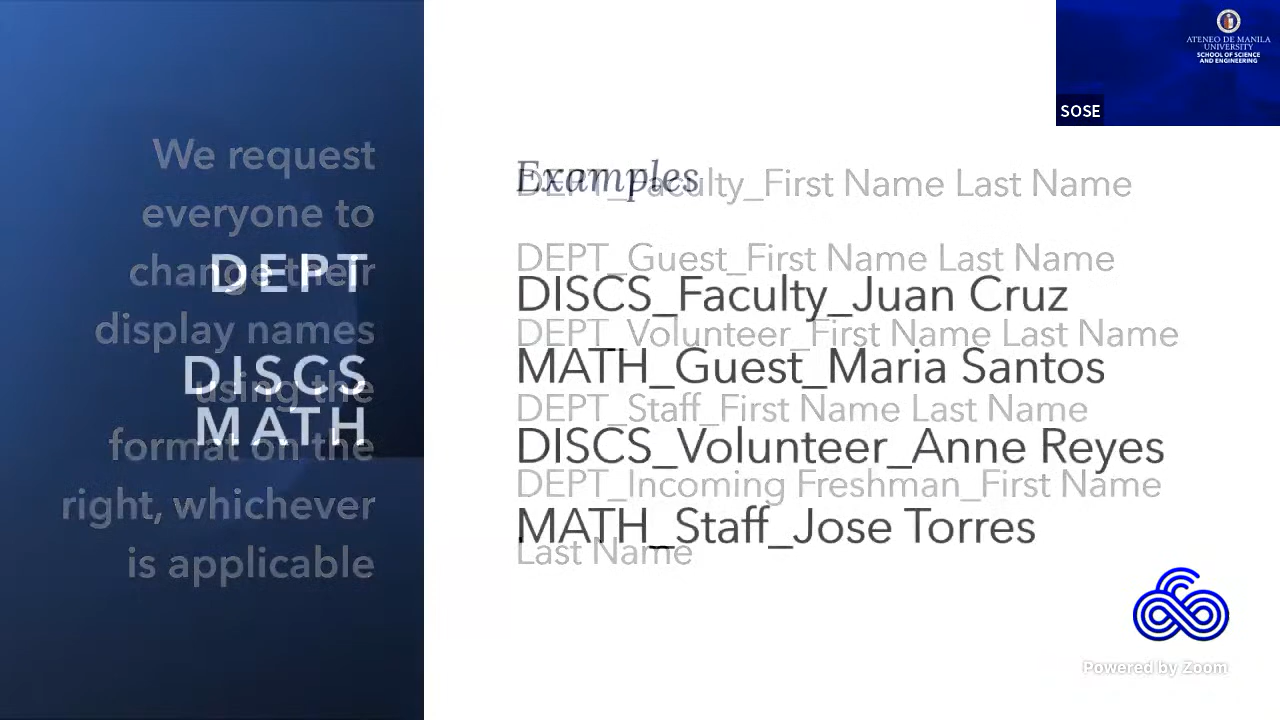 ATENEO DE MANILA
UNIVERSITY
SCHOOL OF SCIENCE
AND ENGINEERING
SOSE
We request
everyone to
change their
display names
using the
format on the
right, whichever
is applicable
DEPT
DISCS
MATH
Examples
DISCS_Faculty_Juan Cruz
MATH_Guest_Maria Santos
DISCS_Volunteer_Anne Reyes
MATH_Staff_Jose Torres
DEPT_Faculty_First Name Last Name
DEPT_Guest_First Name Last Name
DEPT_Volunteer_First Name Last Name
DEPT_Staff_First Name Last Name
DEPT_Incoming Freshman_First Name
Last Name
Powered by Zoom